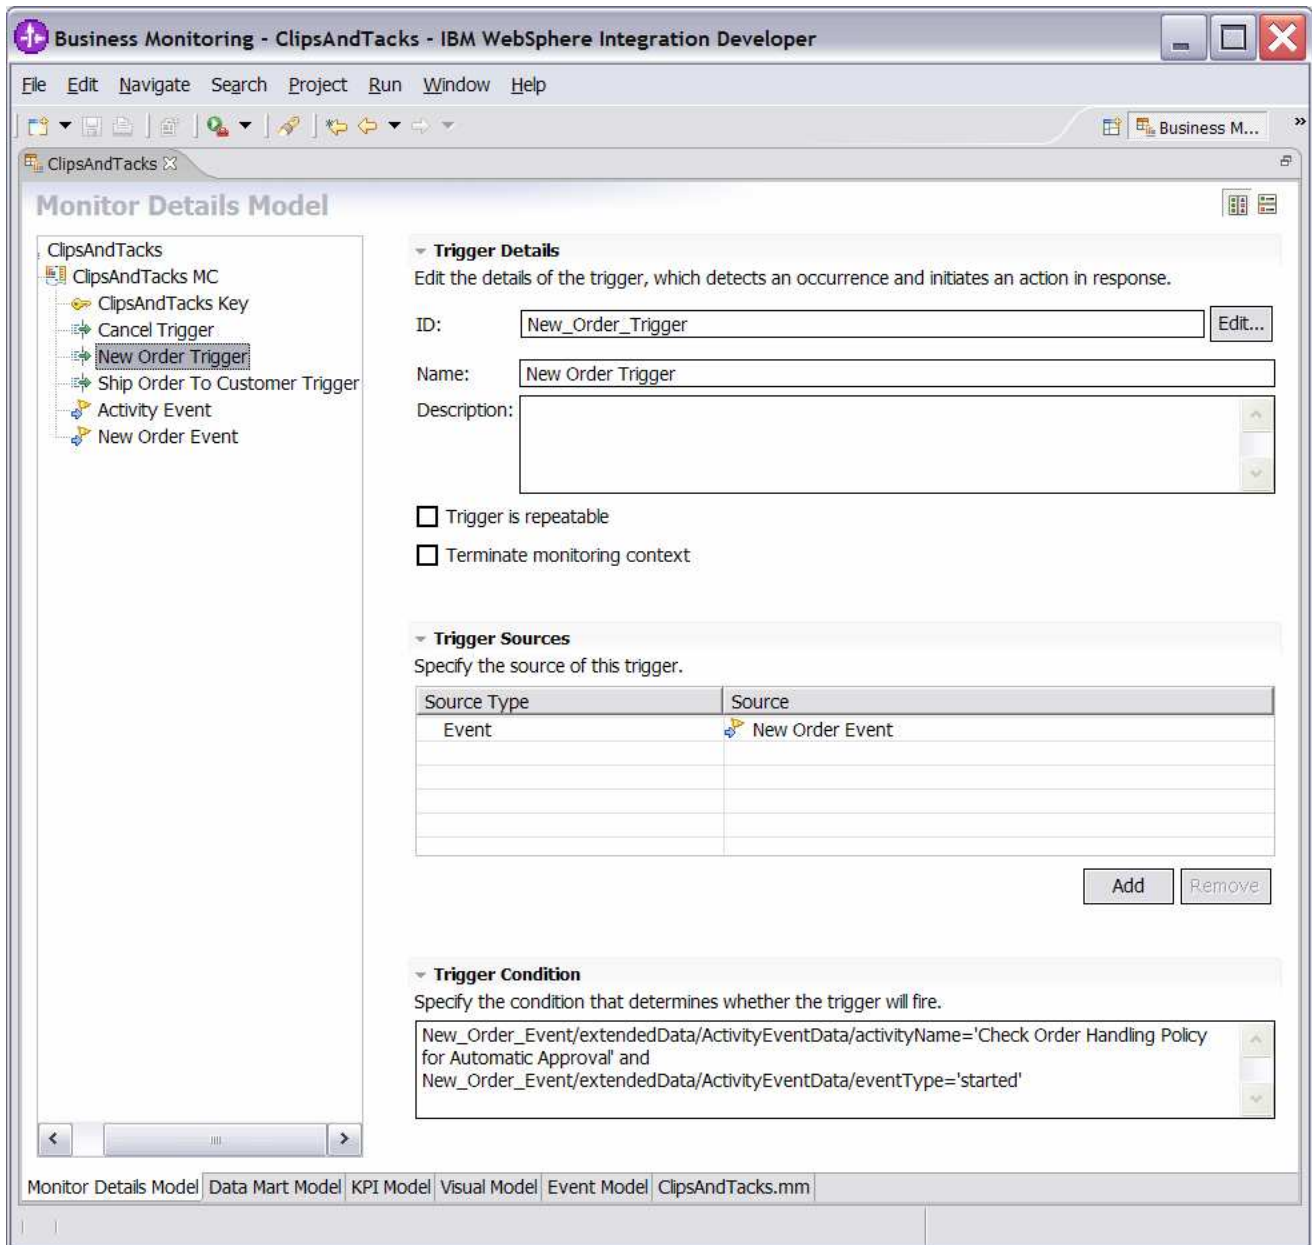 Business Monitoring - ClipsAndTacks - IBM WebSphere Integration Developer
File Edit Navigate Search Project Run Window Help
Business M... »
ClipsAndTacks
Monitor Details Model
ClipsAndTacks
ClipsAndTacks MC
ClipsAndTacks Key
Cancel Trigger
New Order Trigger
Ship Order To Customer Trigger
Activity Event
New Order Event
Trigger Details
Edit the details of the trigger, which detects an occurrence and initiates an action in response.
ID: New_Order_Trigger Edit...
Name: New Order Trigger
Description:
Trigger is repeatable
Terminate monitoring context
Trigger Sources
Specify the source of this trigger.
Source Type Source
Event New Order Event
Add Remove
Trigger Condition
Specify the condition that determines whether the trigger will fire.
New_Order_Event/extendedData/ActivityEventData/activityName='Check Order Handling Policy
for Automatic Approval' and
New_Order_Event/extendedData/ActivityEventData/eventType='started'
Monitor Details Model Data Mart Model KPI Model Visual Model Event Model ClipsAndTacks.mm